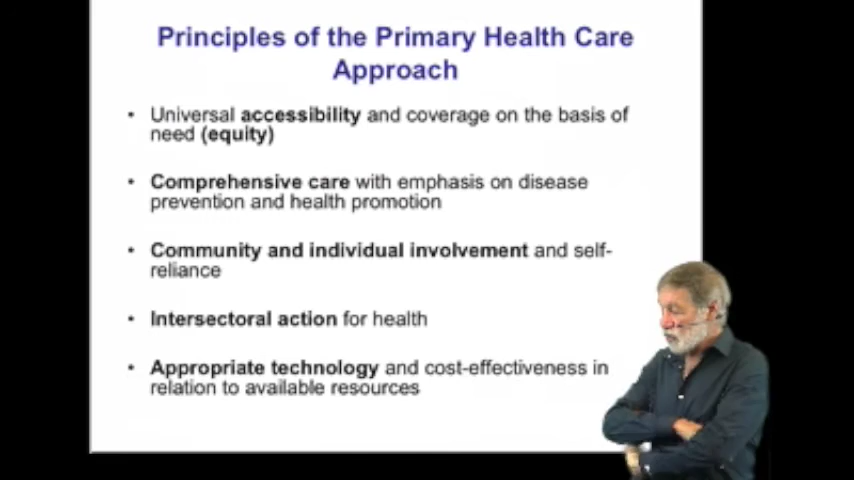 Principles of the Primary Health Care
Approach
• Universal accessibility and coverage on the basis of
need (equity)
• Comprehensive care with emphasis on disease
prevention and health promotion
• Community and individual involvement and self-
reliance
• Intersectoral action for health
• Appropriate technology and cost-effectiveness in
relation to available resources